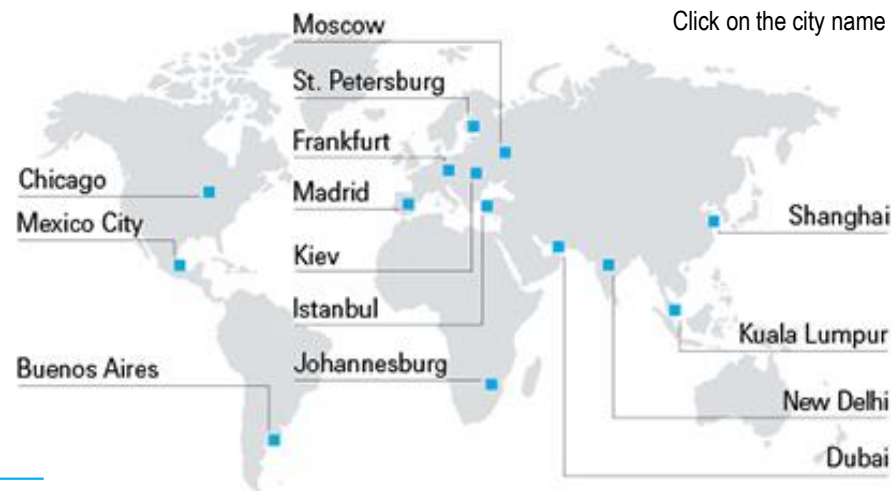 Moscow
Click on the city name
St. Petersburg
Frankfurt
Chicago
Madrid
Mexico City
Shanghai
Kiev
Istanbul
Kuala Lumpur
Buenos Aires
Johannesburg
New Delhi
Dubai